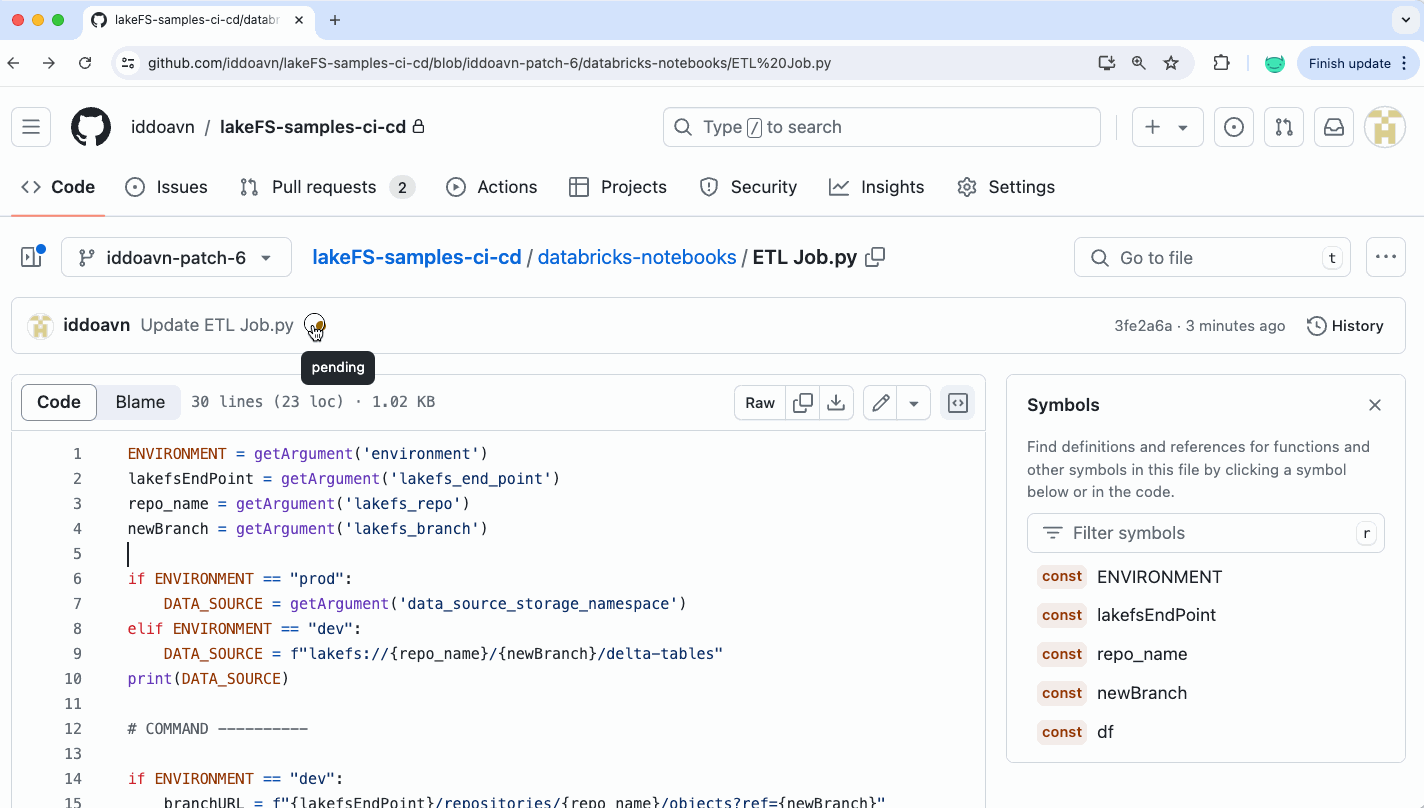 lakeFS-samples-ci-cd/databr
github.com/iddoavn/lakeFS-samples-ci-cd/blob/iddoavn-patch-6/databricks-notebooks/ETL%20Job.py
Finish update
iddoavn / lakeFS-samples-ci-cd
Type / to search
Code
Issues
Pull requests 2
Actions
Projects
Security
Insights
Settings
iddoavn-patch-6
lakeFS-samples-ci-cd / databricks-notebooks / ETL Job.py
Go to file t
iddoavn Update ETL Job.py
3fe2a6a · 3 minutes ago
History
pending
Code
Blame
30 lines (23 loc) · 1.02 KB
Raw
1 ENVIRONMENT = getArgument('environment')
2 lakefsEndPoint = getArgument('lakefs_end_point')
3 repo_name = getArgument('lakefs_repo')
4 newBranch = getArgument('lakefs_branch')
5
6 if ENVIRONMENT == "prod":
7 DATA_SOURCE = getArgument('data_source_storage_namespace')
8 elif ENVIRONMENT == "dev":
9 DATA_SOURCE = f"lakefs://{repo_name}/{newBranch}/delta-tables"
10 print(DATA_SOURCE)
11
12 # COMMAND ----------
13
14 if ENVIRONMENT == "dev":
15 branchURL = f"{lakefsEndPoint}/repositories/{repo_name}/objects?ref={newBranch}"
Symbols
Find definitions and references for functions and
other symbols in this file by clicking a symbol
below or in the code.
Filter symbols r
const ENVIRONMENT
const lakefsEndPoint
const repo_name
const newBranch
const df